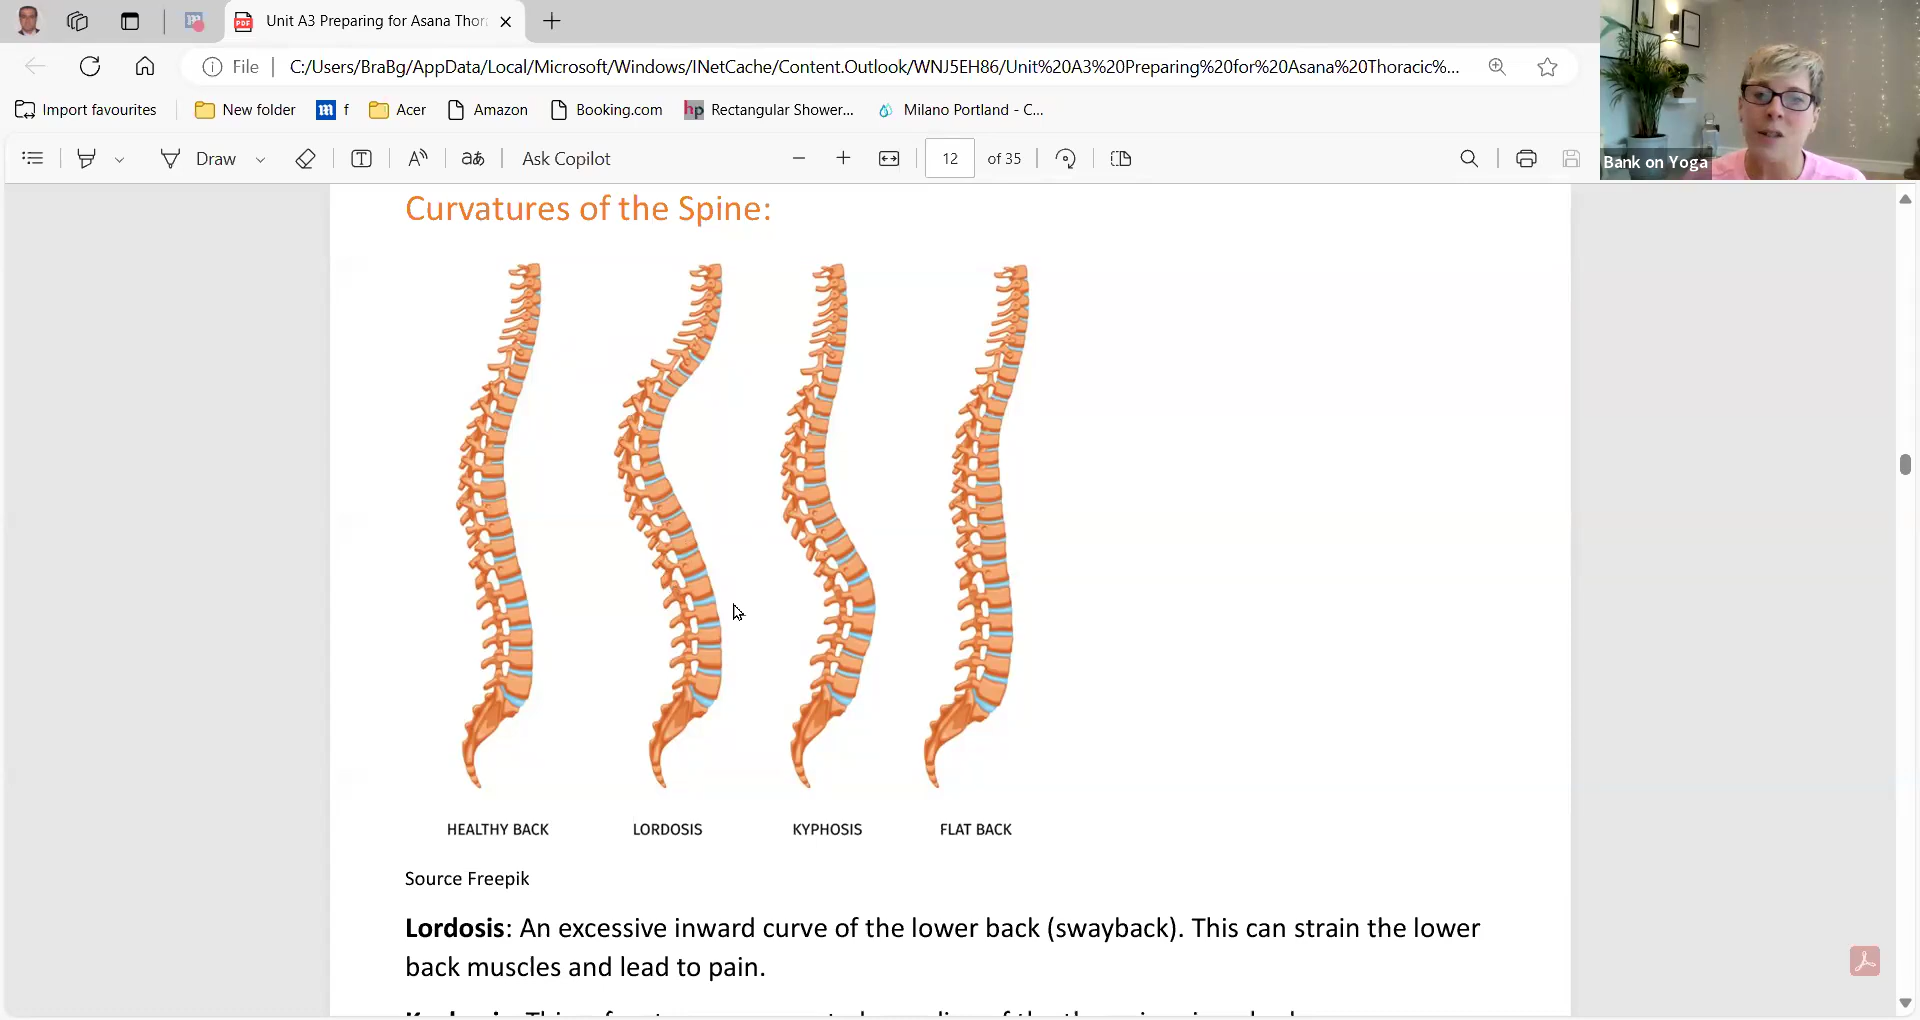 Unit A3 Preparing for Asana Thor
File
C:/Users/BraBg/AppData/Local/Microsoft/Windows/INetCache/Content.Outlook/WNJ5EH86/Unit%20A3%20Preparing%20for%20Asana%20Thoracic%...
Import favourites New folder f Acer Amazon Booking.com Rectangular Shower... Milano Portland - C...
Draw Ask Copilot 12 of 35
Bank on Yoga
Curvatures of the Spine:
HEALTHY BACK LORDOSIS KYPHOSIS FLAT BACK
Source Freepik
Lordosis: An excessive inward curve of the lower back (swayback). This can strain the lower
back muscles and lead to pain.